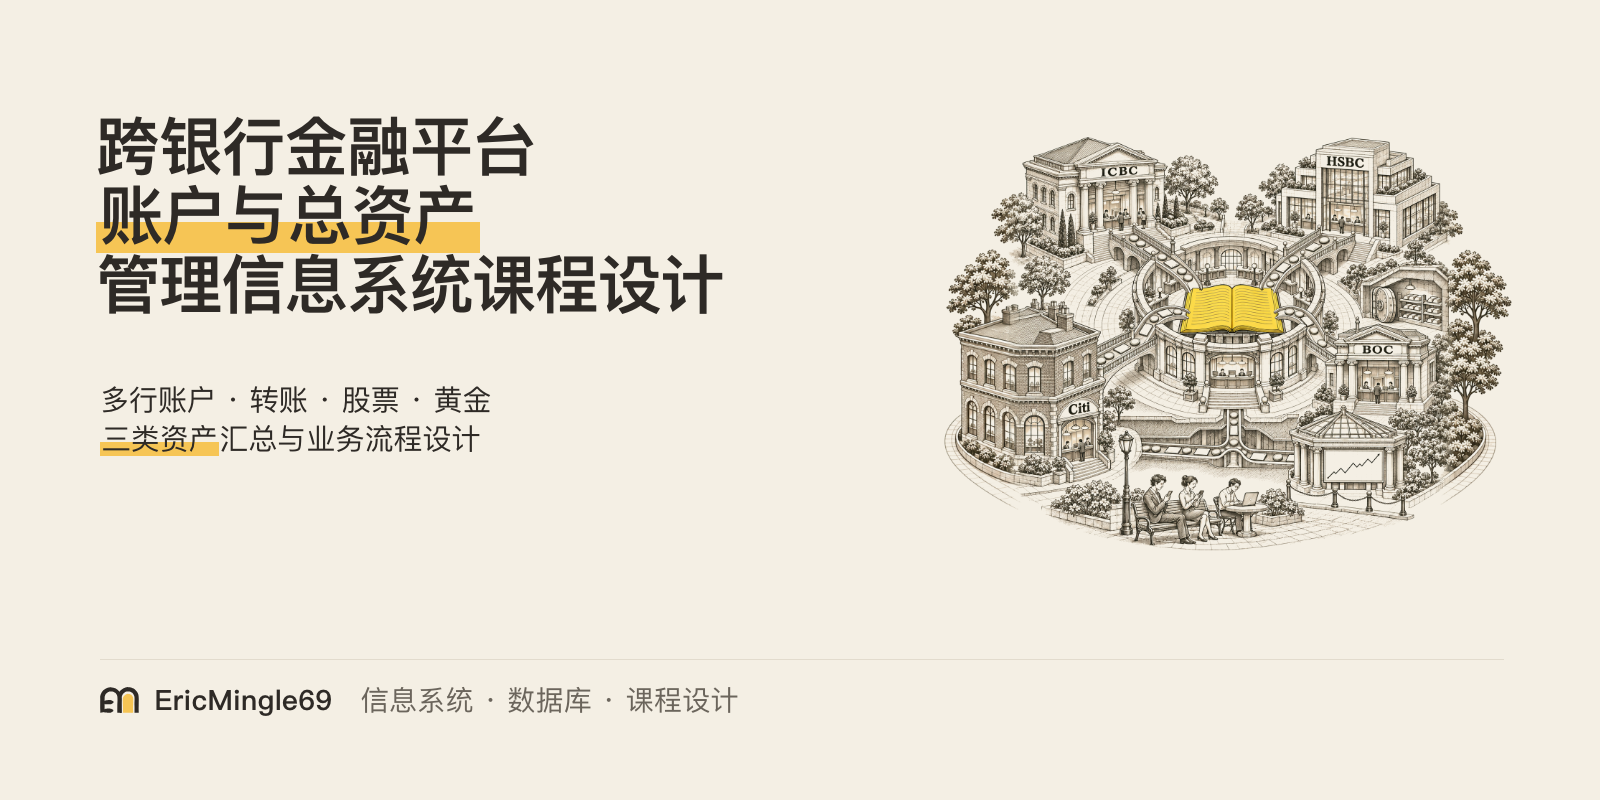 跨银行金融平台
账户与总资产
管理信息系统课程设计
多行账户 · 转账 · 股票 · 黄金
三类资产汇总与业务流程设计
ICBC
HSBC
BOC
Citi
EricMingle69 信息系统 · 数据库 · 课程设计